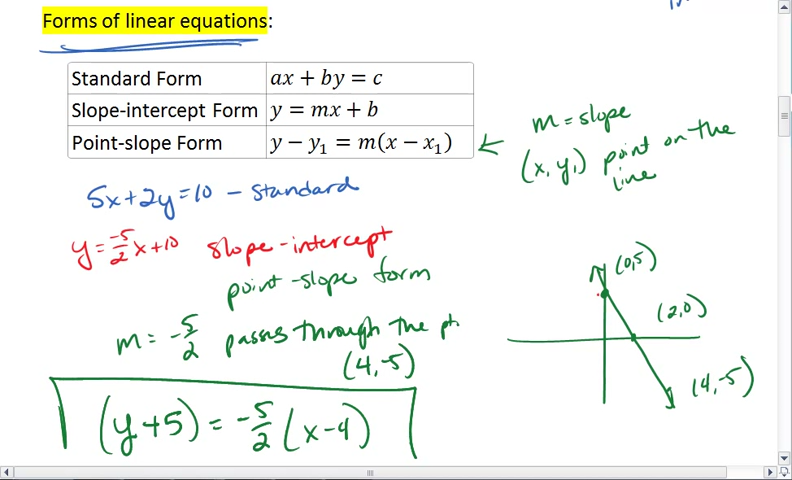 Forms of linear equations:
Standard Form ax + by = c
Slope-intercept Form y = mx + b
Point-slope Form y − y₁ = m(x − x₁)
m = slope
(x, y₁) point on the
line
5x+2y=10 – standard
y = -5/2 x+10 slope-intercept
point-slope form
m = -5/2 passes through the pt.
(4,-5)
(y+5) = -5/2 (x-4)
(0,5)
(2,0)
(4,-5)